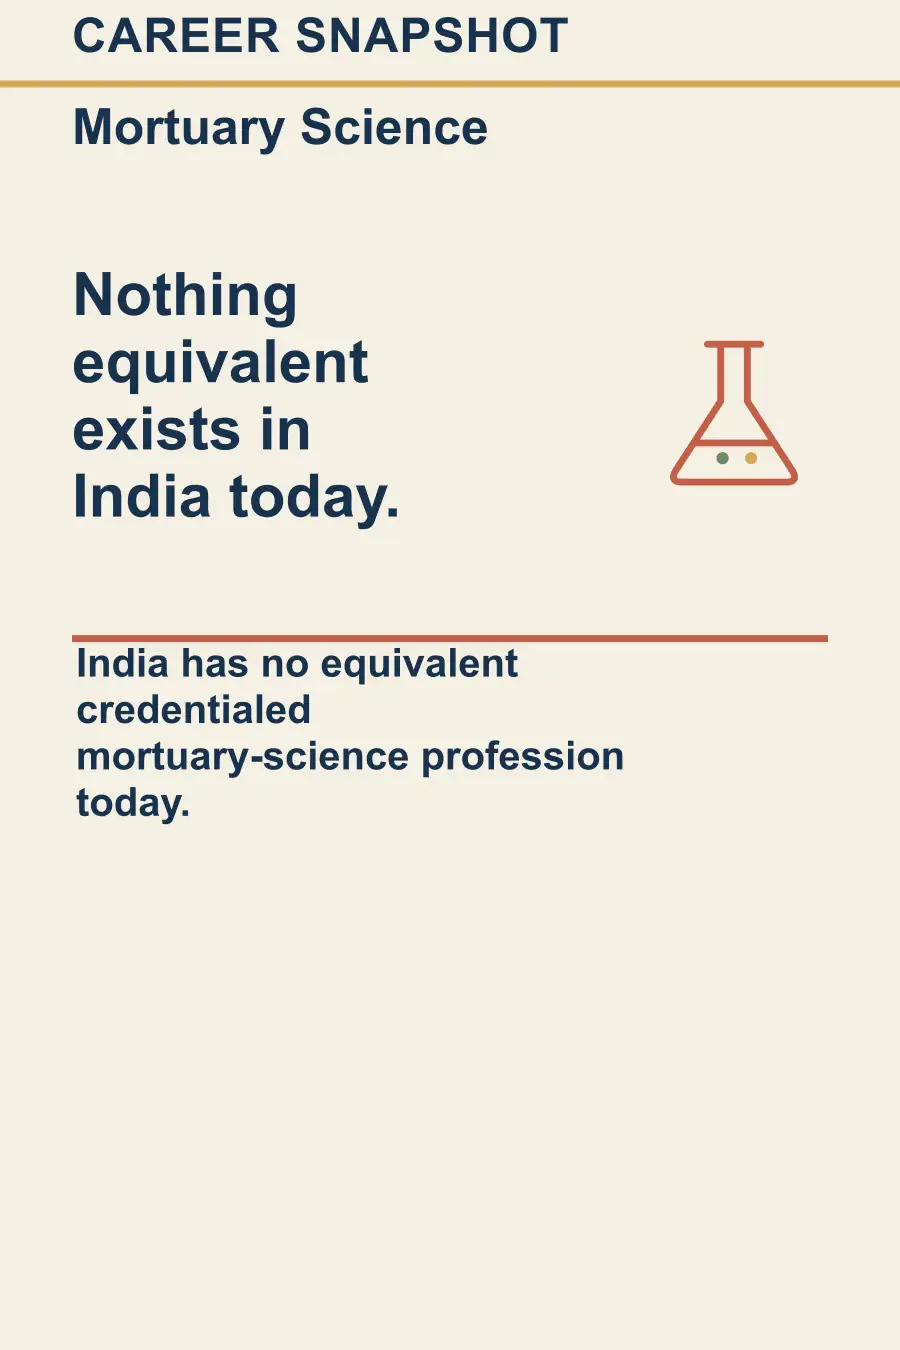 CAREER SNAPSHOT
Mortuary Science
Nothing
equivalent
exists in
India today.
India has no equivalent
credentialed
mortuary-science profession
today.